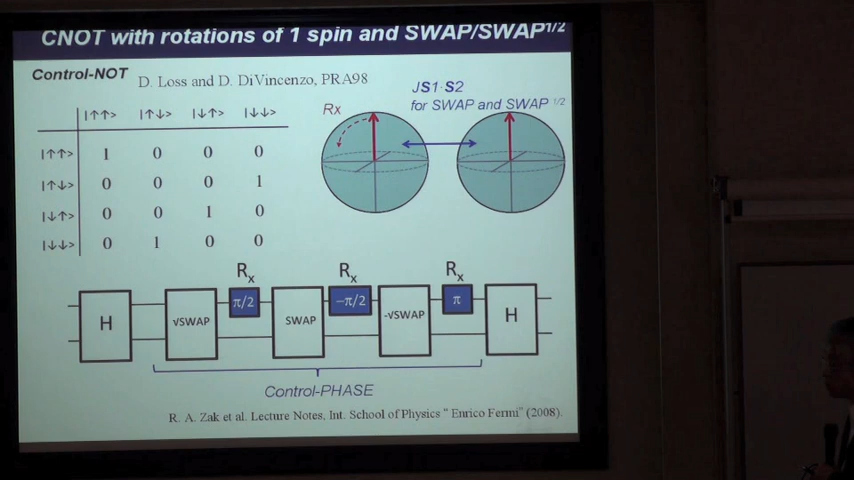 CNOT with rotations of 1 spin and SWAP/SWAP1/2
Control-NOT D. Loss and D. DiVincenzo, PRA98
|↑↑> |↑↓> |↓↑> |↓↓>
|↑↑> 1 0 0 0
|↑↓> 0 0 0 1
|↓↑> 0 0 1 0
|↓↓> 0 1 0 0
JS1·S2
for SWAP and SWAP 1/2
Rx
Rx Rx Rx
H √SWAP π/2 SWAP -π/2 -√SWAP π H
Control-PHASE
R. A. Zak et al. Lecture Notes, Int. School of Physics " Enrico Fermi" (2008).